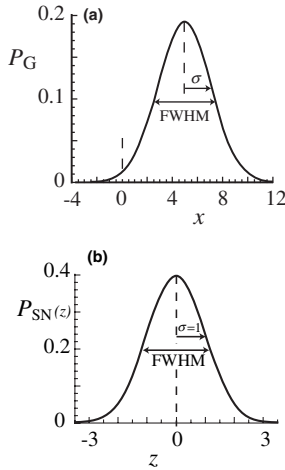 (a)
0.2
P_G
0.1
0
σ
FWHM
-4 0 4 8 12
x
(b)
0.4
P_SN(z)
0.2
0
σ=1
FWHM
-3 0 3
z